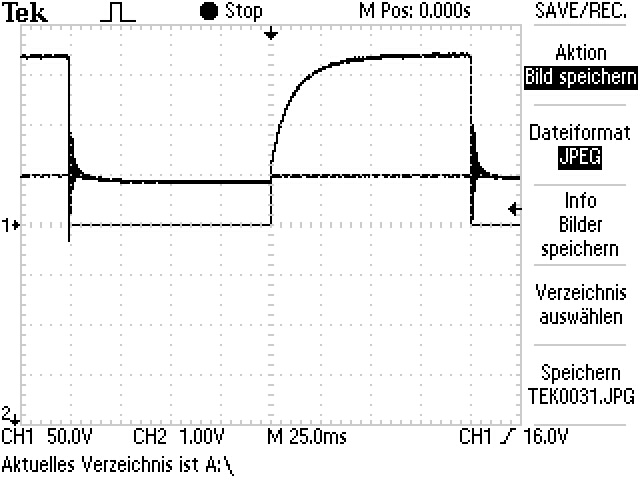 Tek Stop M Pos: 0.000s SAVE/REC.
Aktion
Bild speichern
Dateiformat
JPEG
Info
Bilder
speichern
1
Verzeichnis
auswählen
Speichern
TEK0031.JPG
2
CH1 50.0V CH2 1.00V M 25.0ms CH1 16.0V
Aktuelles Verzeichnis ist A:\